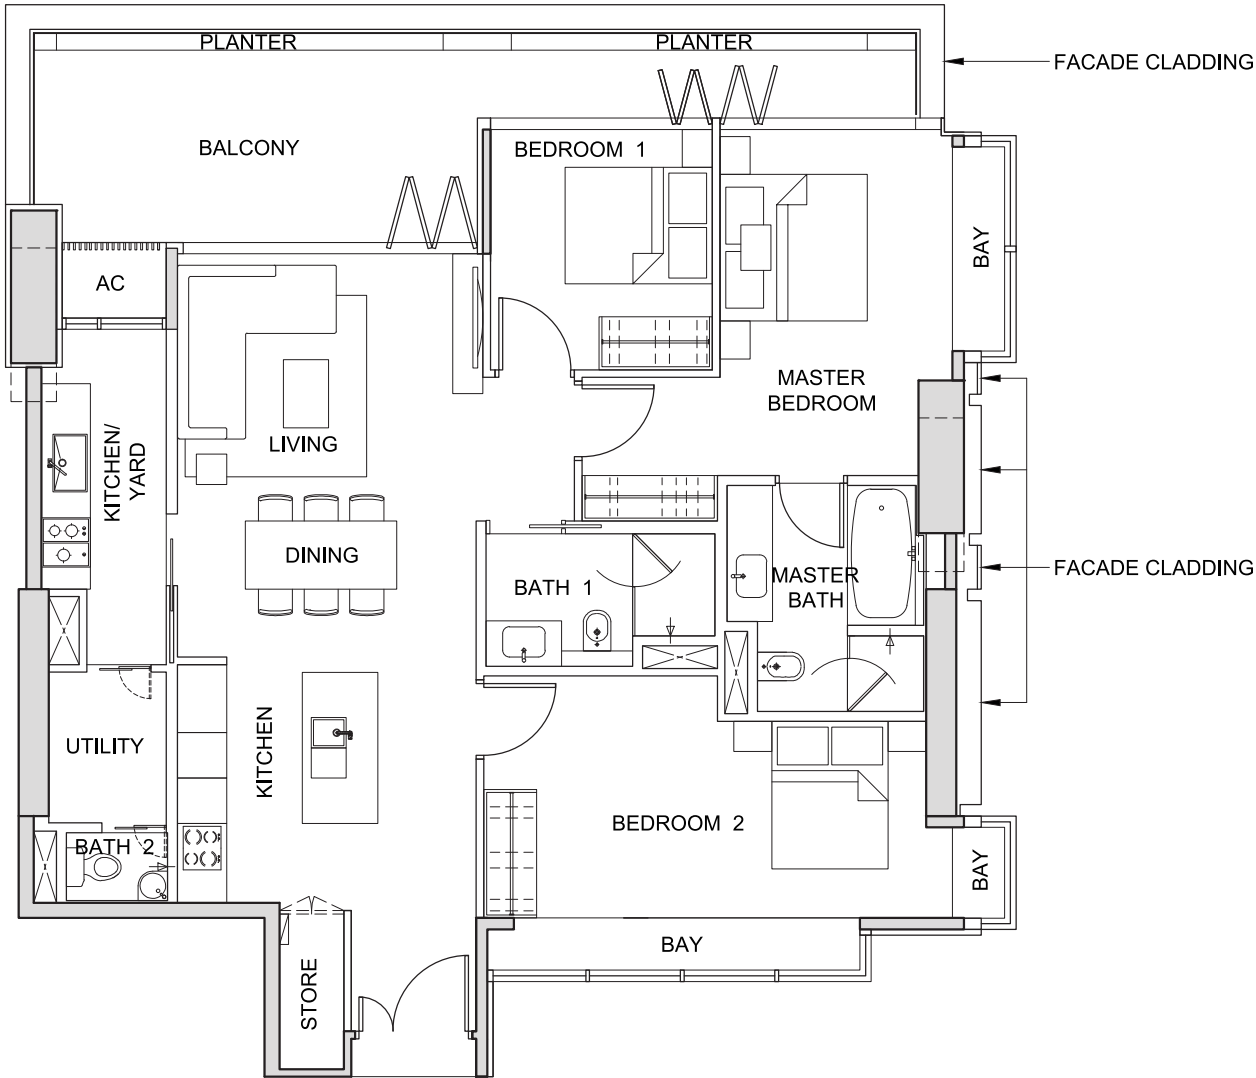 PLANTER
PLANTER
FACADE CLADDING
BALCONY
BEDROOM 1
BAY
AC
MASTER
BEDROOM
LIVING
KITCHEN/
YARD
DINING
BATH 1
MASTER
BATH
FACADE CLADDING
UTILITY
KITCHEN
BEDROOM 2
BATH 2
BAY
BAY
STORE